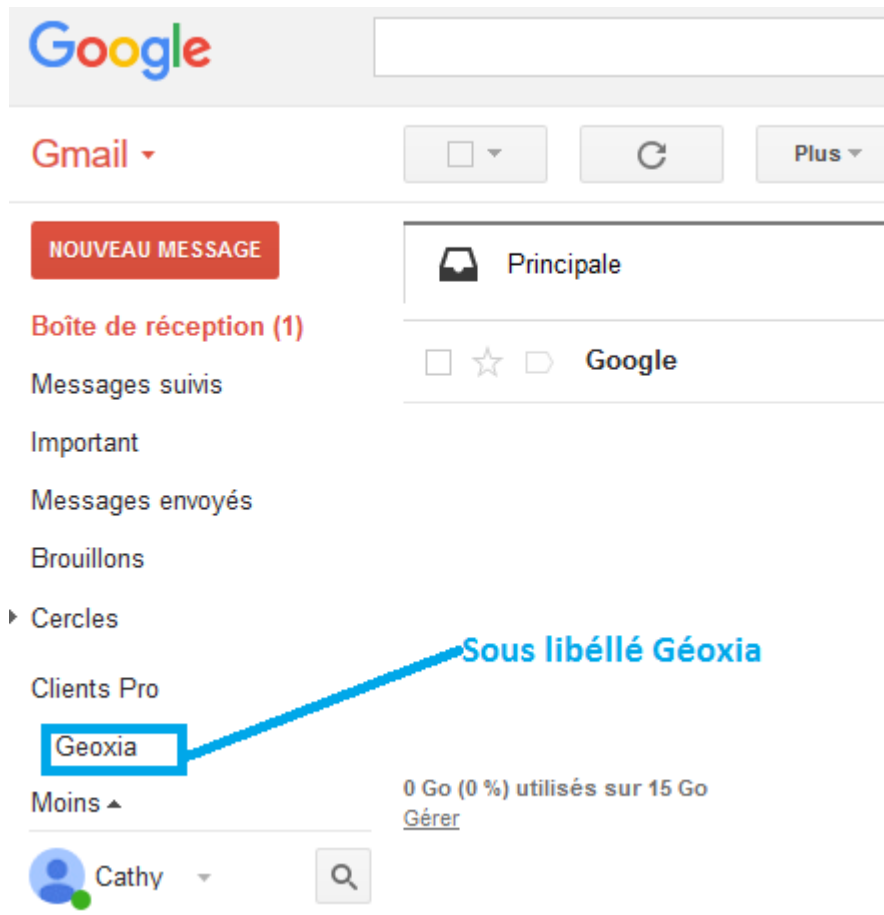 Google
Gmail
Plus
NOUVEAU MESSAGE
Principale
Boîte de réception (1)
Google
Messages suivis
Important
Messages envoyés
Brouillons
Cercles
Sous libéllé Géoxia
Clients Pro
Geoxia
Moins
0 Go (0 %) utilisés sur 15 Go
Gérer
Cathy